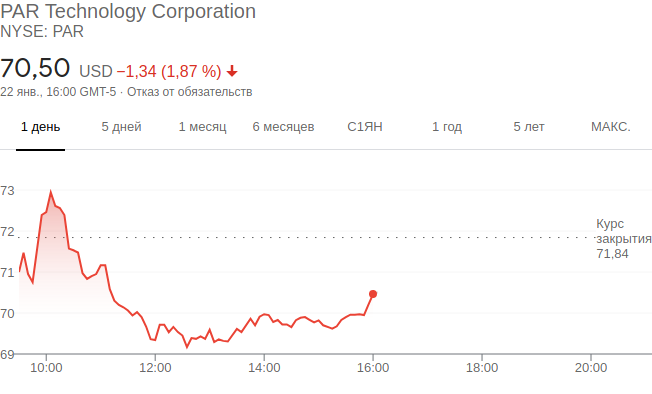 PAR Technology Corporation
NYSE: PAR
70,50 USD −1,34 (1,87 %)
22 янв., 16:00 GMT-5 · Отказ от обязательств
1 день 5 дней 1 месяц 6 месяцев С1ЯН 1 год 5 лет МАКС.
73
Курс
72
закрытия
71,84
71
70
69
10:00 12:00 14:00 16:00 18:00 20:00